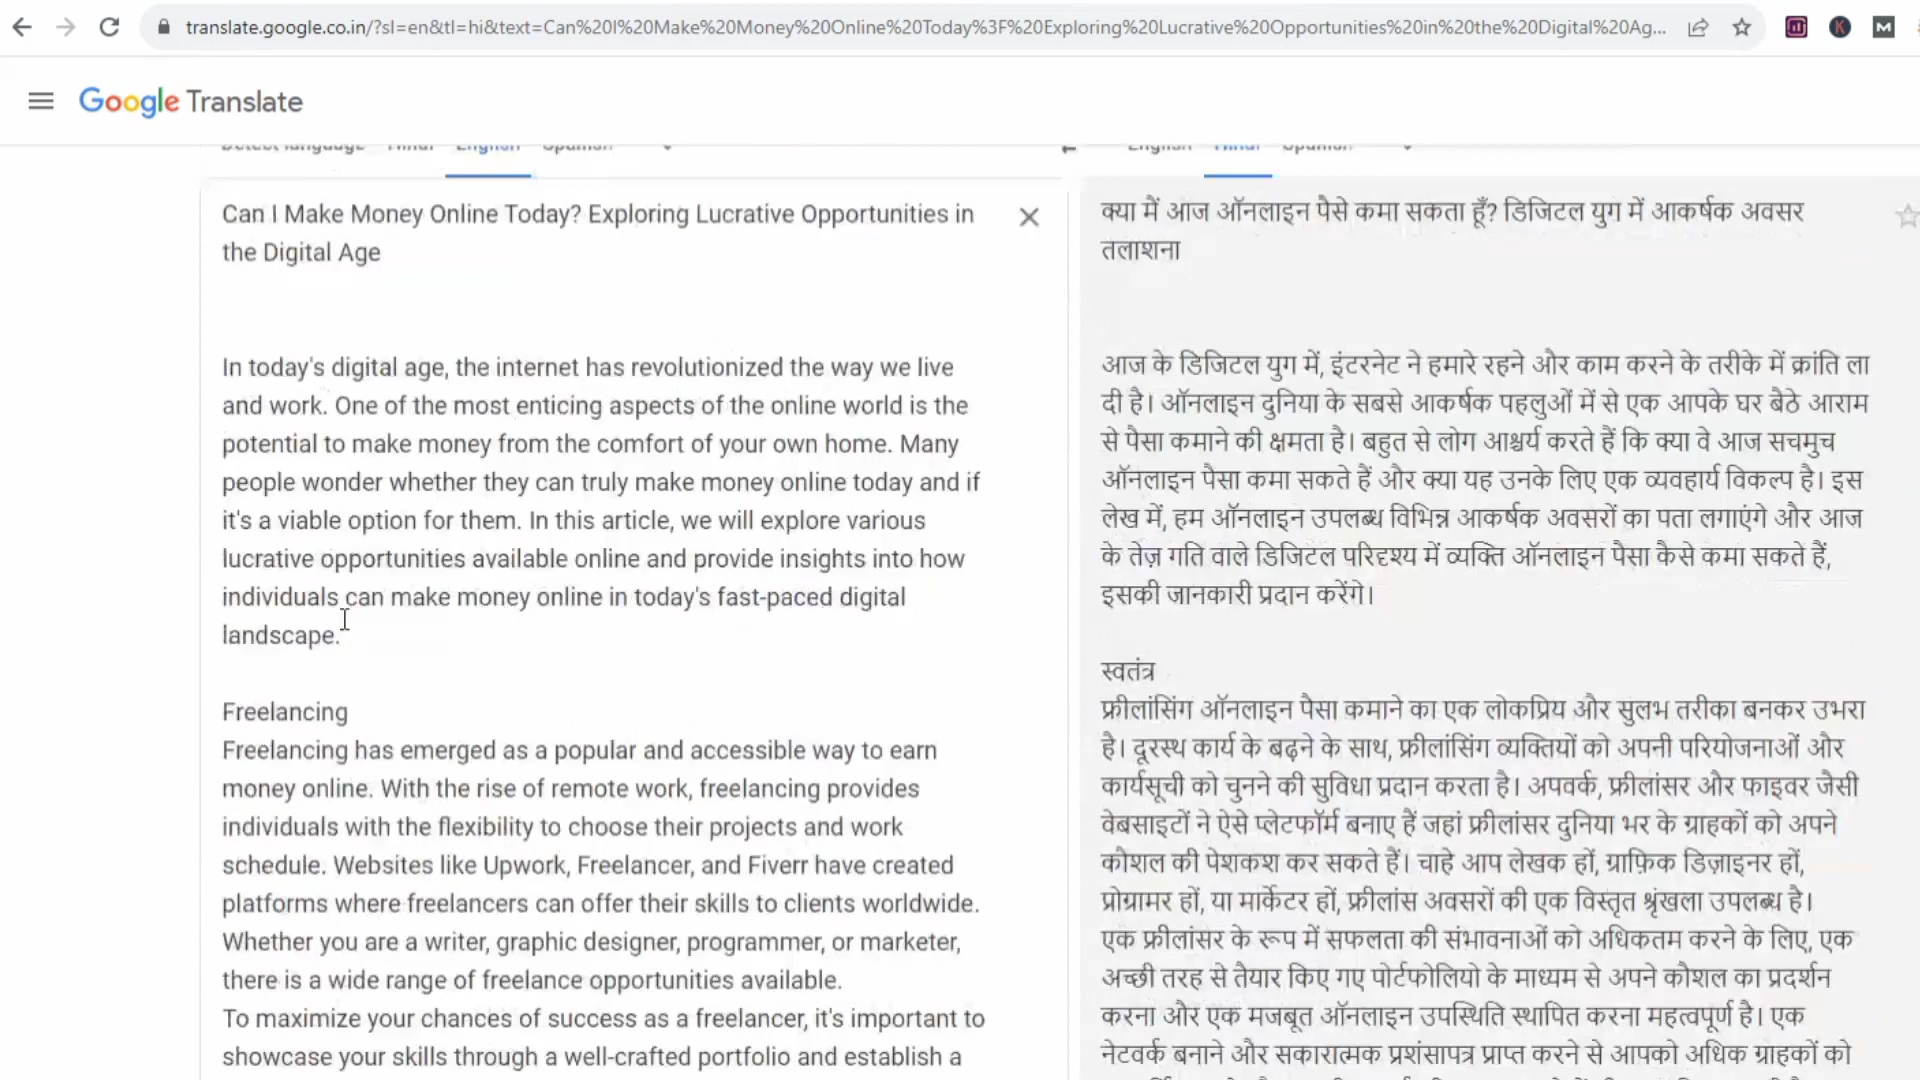 translate.google.co.in/?sl=en&tl=hi&text=Can%20I%20Make%20Money%20Online%20Today%3F%20Exploring%20Lucrative%20Opportunities%20in%20the%20Digital%20Ag...
Google Translate
Detect language Hindi English Spanish
English Hindi Spanish
Can I Make Money Online Today? Exploring Lucrative Opportunities in
the Digital Age
In today's digital age, the internet has revolutionized the way we live
and work. One of the most enticing aspects of the online world is the
potential to make money from the comfort of your own home. Many
people wonder whether they can truly make money online today and if
it's a viable option for them. In this article, we will explore various
lucrative opportunities available online and provide insights into how
individuals can make money online in today's fast-paced digital
landscape.
Freelancing
Freelancing has emerged as a popular and accessible way to earn
money online. With the rise of remote work, freelancing provides
individuals with the flexibility to choose their projects and work
schedule. Websites like Upwork, Freelancer, and Fiverr have created
platforms where freelancers can offer their skills to clients worldwide.
Whether you are a writer, graphic designer, programmer, or marketer,
there is a wide range of freelance opportunities available.
To maximize your chances of success as a freelancer, it's important to
showcase your skills through a well-crafted portfolio and establish a
क्या मैं आज ऑनलाइन पैसे कमा सकता हूँ? डिजिटल युग में आकर्षक अवसर
तलाशना
आज के डिजिटल युग में, इंटरनेट ने हमारे रहने और काम करने के तरीके में क्रांति ला
दी है। ऑनलाइन दुनिया के सबसे आकर्षक पहलुओं में से एक आपके घर बैठे आराम
से पैसा कमाने की क्षमता है। बहुत से लोग आश्चर्य करते हैं कि क्या वे आज सचमुच
ऑनलाइन पैसा कमा सकते हैं और क्या यह उनके लिए एक व्यवहार्य विकल्प है। इस
लेख में, हम ऑनलाइन उपलब्ध विभिन्न आकर्षक अवसरों का पता लगाएंगे और आज
के तेज़ गति वाले डिजिटल परिदृश्य में व्यक्ति ऑनलाइन पैसा कैसे कमा सकते हैं,
इसकी जानकारी प्रदान करेंगे।
स्वतंत्र
फ्रीलांसिंग ऑनलाइन पैसा कमाने का एक लोकप्रिय और सुलभ तरीका बनकर उभरा
है। दूरस्थ कार्य के बढ़ने के साथ, फ्रीलांसिंग व्यक्तियों को अपनी परियोजनाओं और
कार्यसूची को चुनने की सुविधा प्रदान करता है। अपवर्क, फ्रीलांसर और फाइवर जैसी
वेबसाइटों ने ऐसे प्लेटफॉर्म बनाए हैं जहां फ्रीलांसर दुनिया भर के ग्राहकों को अपने
कौशल की पेशकश कर सकते हैं। चाहे आप लेखक हों, ग्राफ़िक डिज़ाइनर हों,
प्रोग्रामर हों, या मार्केटर हों, फ्रीलांस अवसरों की एक विस्तृत श्रृंखला उपलब्ध है।
एक फ्रीलांसर के रूप में सफलता की संभावनाओं को अधिकतम करने के लिए, एक
अच्छी तरह से तैयार किए गए पोर्टफोलियो के माध्यम से अपने कौशल का प्रदर्शन
करना और एक मजबूत ऑनलाइन उपस्थिति स्थापित करना महत्वपूर्ण है। एक
नेटवर्क बनाने और सकारात्मक प्रशंसापत्र प्राप्त करने से आपको अधिक ग्राहकों को